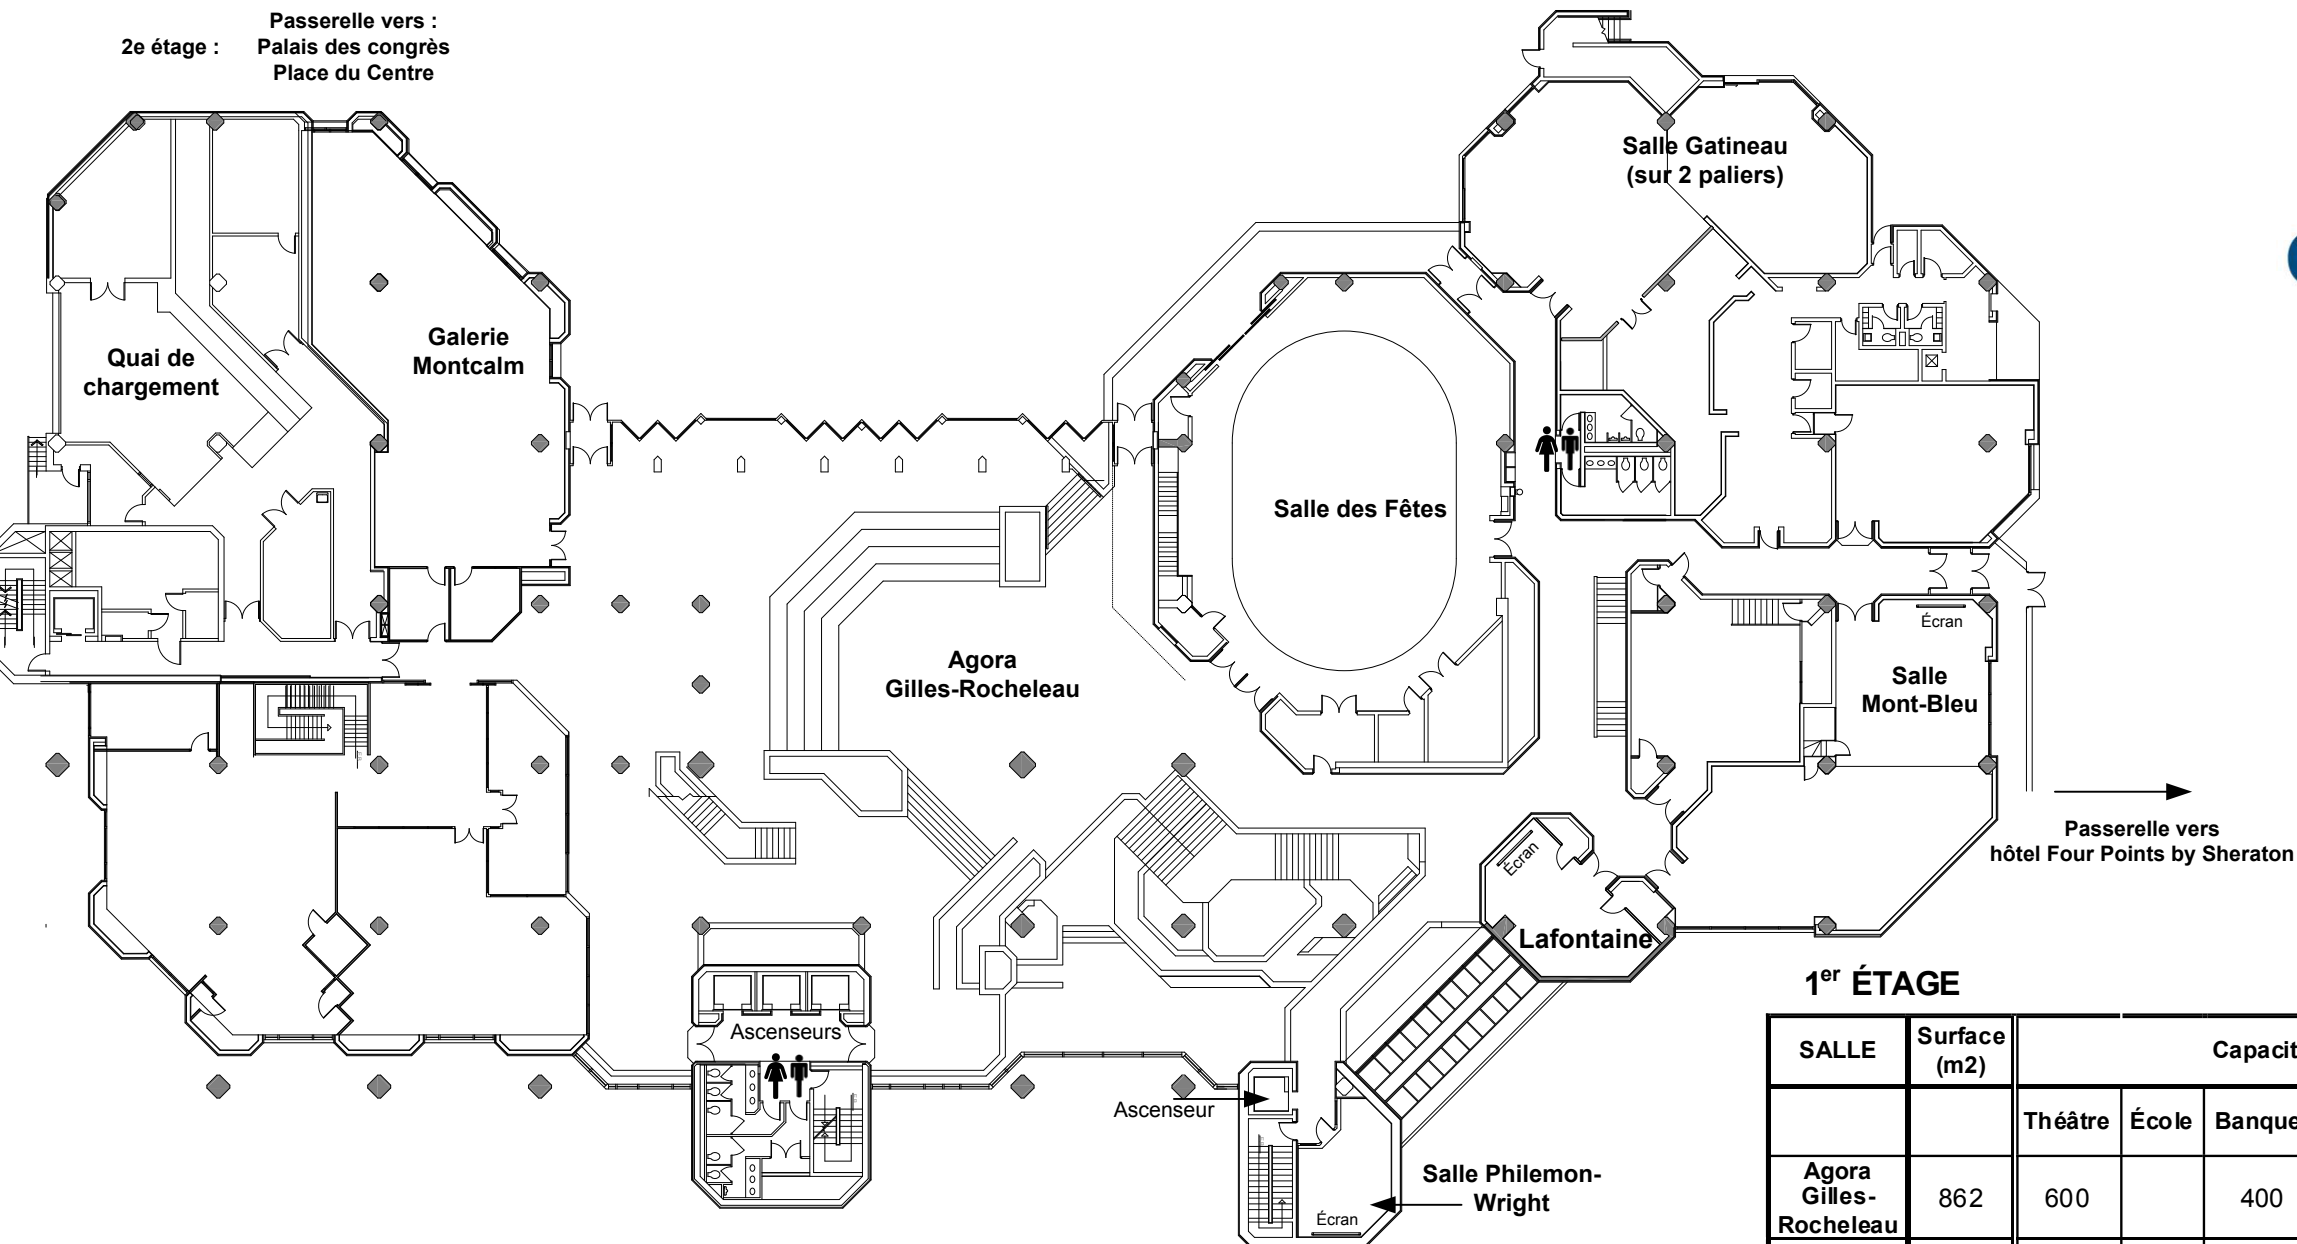 Passerelle vers :
2e étage : Palais des congrès
Place du Centre
Salle Gatineau
(sur 2 paliers)
Galerie
Montcalm
Quai de
chargement
Salle des Fêtes
Écran
Agora
Gilles-Rocheleau
Salle
Mont-Bleu
Passerelle vers
hôtel Four Points by Sheraton
Écran
Lafontaine
1er ÉTAGE
Ascenseurs
Ascenseur
Salle Philemon-
Wright
Écran
SALLE Surface (m2) Capacit
Théâtre École Banque
Agora Gilles-Rocheleau 862 600 400